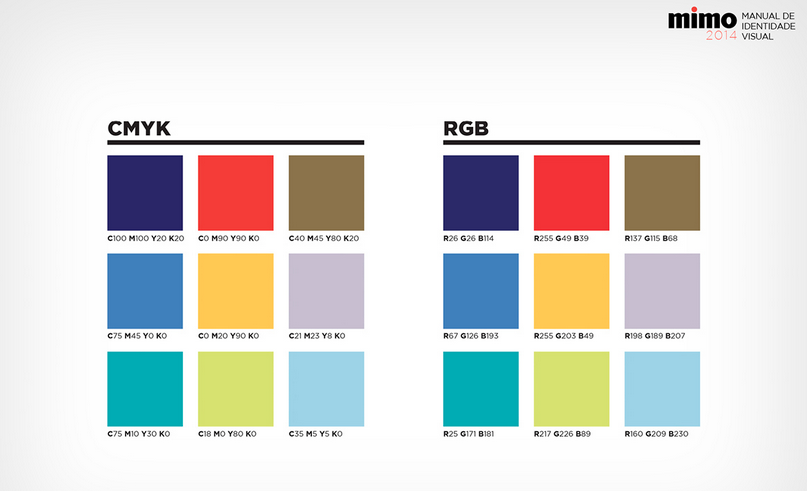 mimo
2014
MANUAL DE
IDENTIDADE
VISUAL
CMYK
C100 M100 Y20 K20
C0 M90 Y90 K0
C40 M45 Y80 K20
C75 M45 Y0 K0
C0 M20 Y90 K0
C21 M23 Y8 K0
C75 M10 Y30 K0
C18 M0 Y80 K0
C35 M5 Y5 K0
RGB
R26 G26 B114
R255 G49 B39
R137 G115 B68
R67 G126 B193
R255 G203 B49
R198 G189 B207
R25 G171 B181
R217 G226 B89
R160 G209 B230